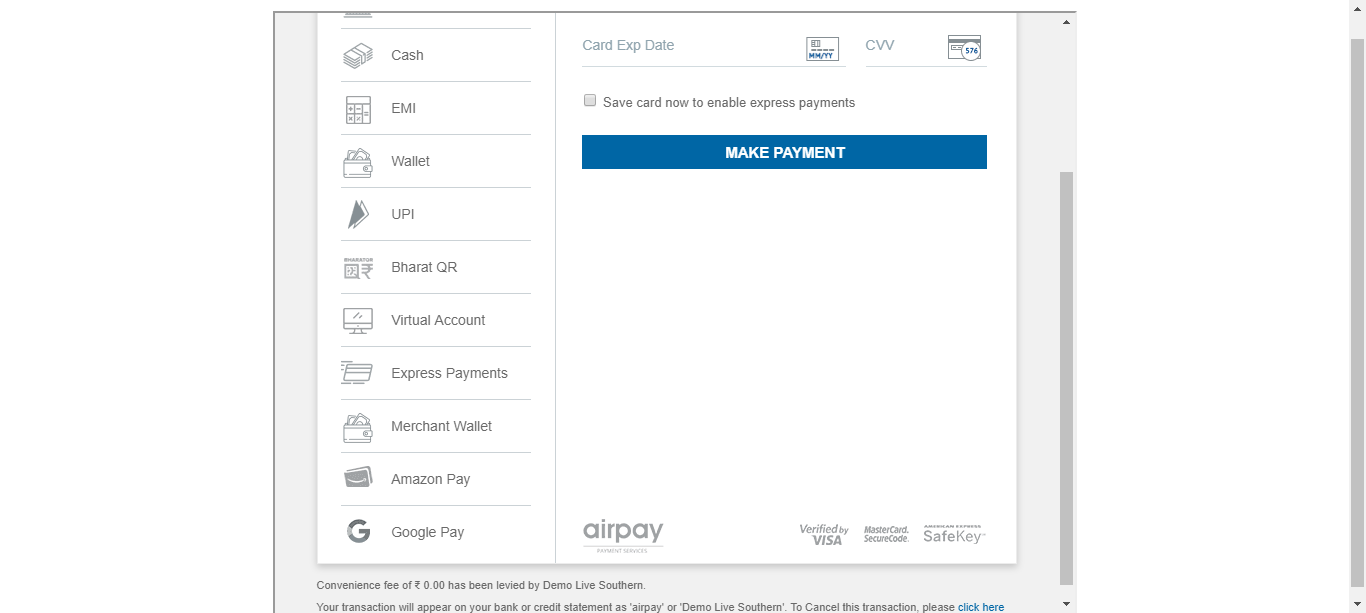 Cash
EMI
Wallet
UPI
BHARATQR
Bharat QR
Virtual Account
Express Payments
Merchant Wallet
Amazon Pay
Google Pay
Card Exp Date
MM/YY
CVV
576
Save card now to enable express payments
MAKE PAYMENT
airpay
PAYMENT SERVICES
Verified by
VISA
MasterCard.
SecureCode.
AMERICAN EXPRESS
SafeKey
Convenience fee of ₹ 0.00 has been levied by Demo Live Southern.
Your transaction will appear on your bank or credit statement as 'airpay' or 'Demo Live Southern'. To Cancel this transaction, please click here